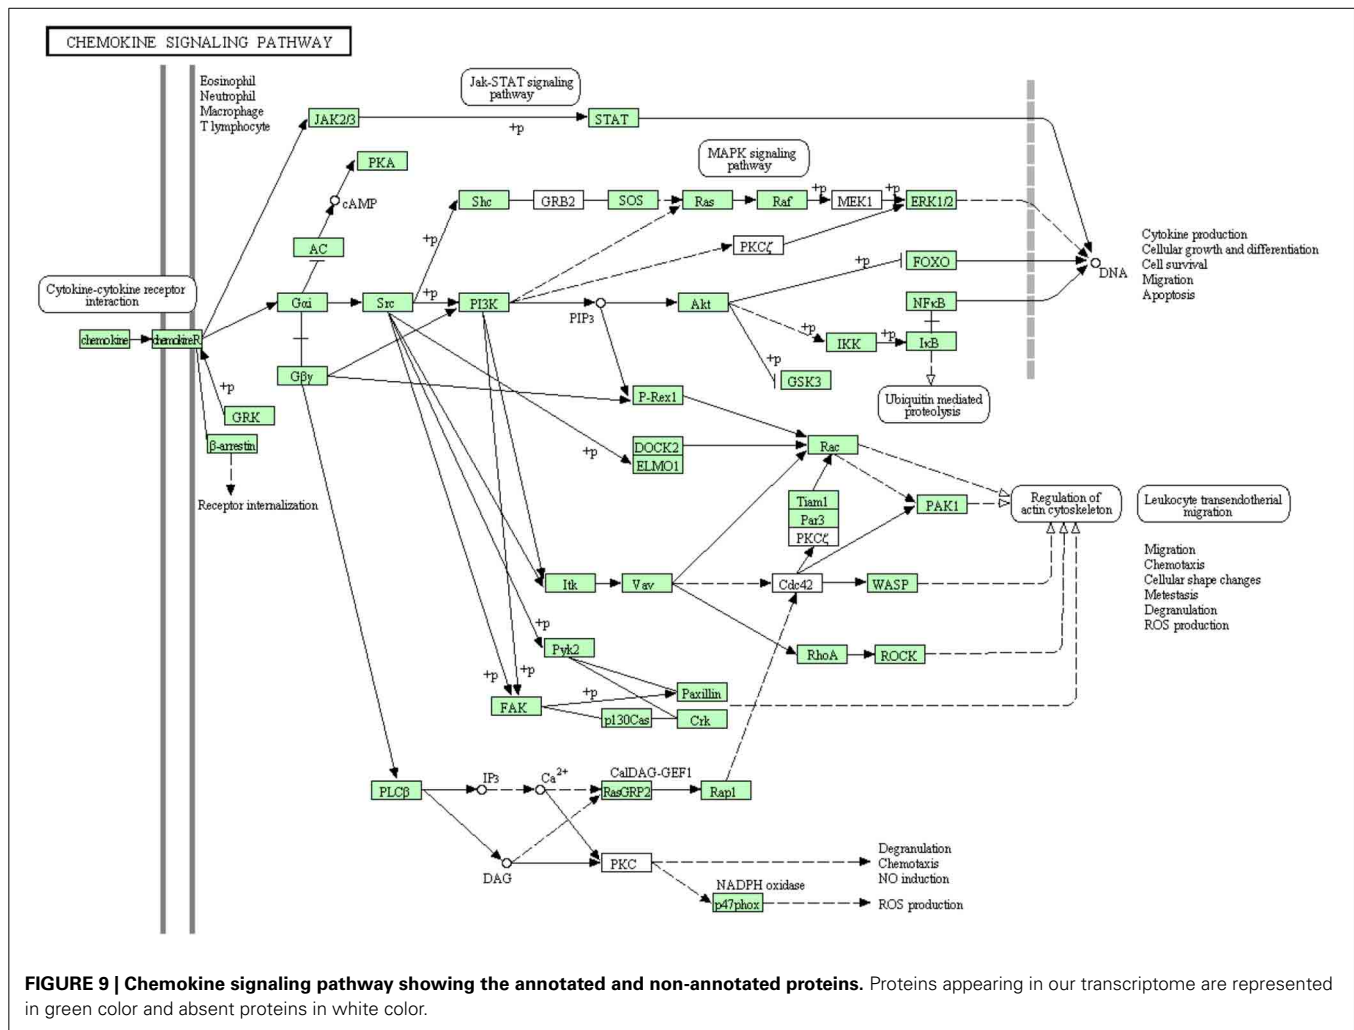 CHEMOKINE SIGNALING PATHWAY
Eosinophil
Neutrophil
Macrophage
T lymphocyte
Jak-STAT signaling
pathway
JAK2/3
+p
STAT
MAPK signaling
pathway
PKA
cAMP
AC
Shc
GRB2
SOS
Ras
Raf
+p
MEK1
+p
ERK1/2
+p
PKCζ
Cytokine-cytokine receptor
interaction
Gαi
Src
+p
PI3K
PIP3
Akt
+p
FOXO
DNA
Cytokine production
Cellular growth and differentiation
Cell survival
Migration
Apoptosis
NFκB
+p
IKK
+p
IκB
chemokine
chemokineR
Gβγ
+p
GSK3
Ubiquitin mediated
proteolysis
+p
GRK
β-arrestin
Receptor internalization
P-Rex1
+p
DOCK2
ELMO1
Rac
Tiam1
Par3
PKCζ
PAK1
Regulation of
actin cytoskeleton
Leukocyte transendotherial
migration
Migration
Chemotaxis
Cellular shape changes
Metestasis
Degranulation
ROS production
Itk
Vav
Cdc42
WASP
+p
Pyk2
RhoA
ROCK
+p
+p
FAK
+p
Paxillin
p130Cas
Crk
PLCβ
IP3
Ca2+
CalDAG-GEF1
RasGRP2
Rap1
DAG
PKC
Degranulation
Chemotaxis
NO induction
NADPH oxidase
p47phox
ROS production
FIGURE 9 | Chemokine signaling pathway showing the annotated and non-annotated proteins. Proteins appearing in our transcriptome are represented
in green color and absent proteins in white color.